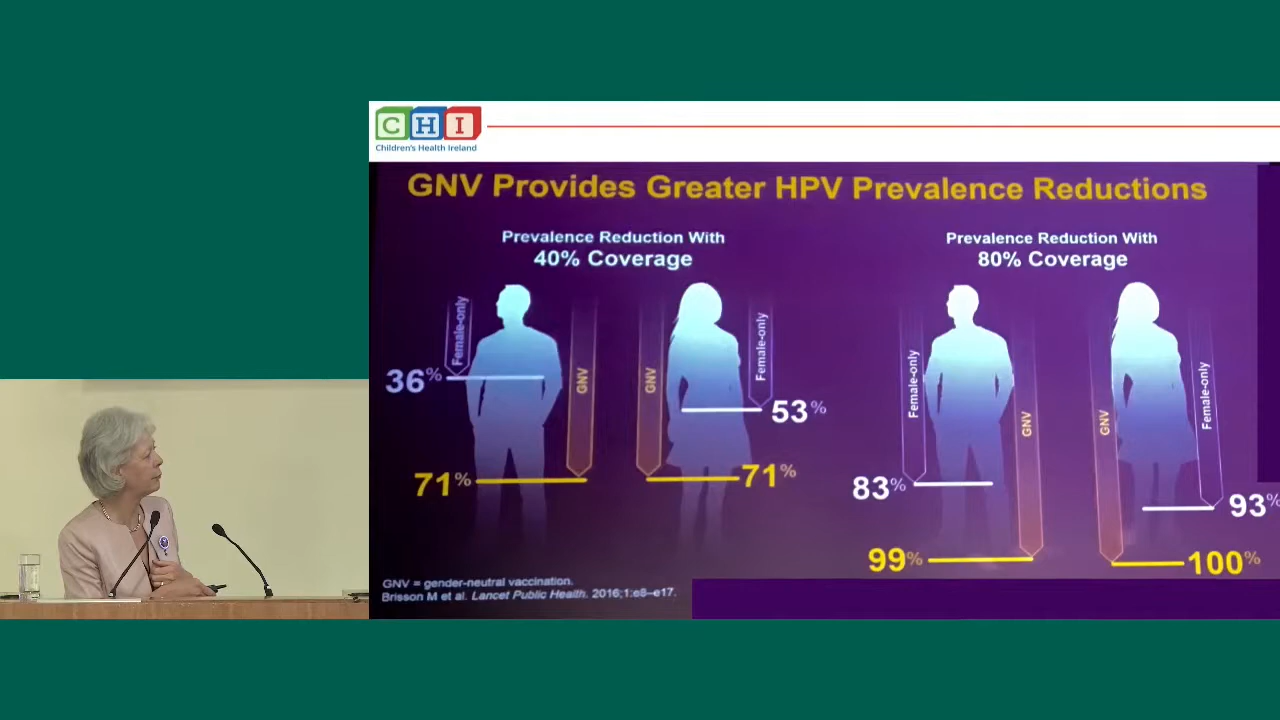 CHI
Children's Health Ireland
GNV Provides Greater HPV Prevalence Reductions
Prevalence Reduction With
40% Coverage
Female-only
36%
GNV
71%
GNV
Female-only
53%
71%
Prevalence Reduction With
80% Coverage
Female-only
83%
GNV
99%
GNV
Female-only
93%
100%
GNV = gender-neutral vaccination.
Brisson M et al. Lancet Public Health. 2016;1:e8–e17.